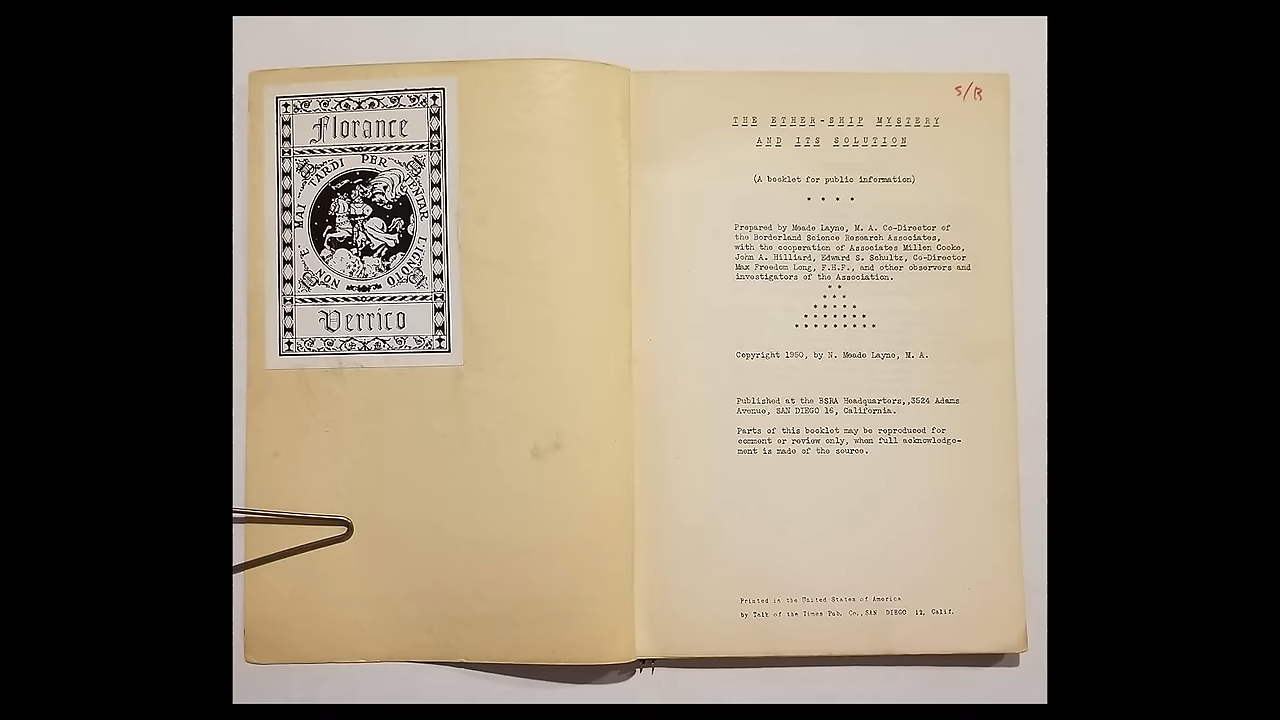 Florance
NON E MAI TARDI PER TENTAR L'IGNOTO
Verrico
S/B
THE ETHER-SHIP MYSTERY
AND ITS SOLUTION
(A booklet for public information)
* * * *
Prepared by Meade Layne, M. A. Co-Director of
the Borderland Science Research Associates,
with the cooperation of Associates Millen Cooke,
John A. Hilliard, Edward S. Schultz, Co-Director
Max Freedom Long, F.H.F., and other observers and
investigators of the Association.
* *
* * *
* * * * *
* * * * * * *
* * * * * * * * *
Copyright 1950, by N. Meade Layne, M. A.
Published at the BSRA Headquarters,,3524 Adams
Avenue, SAN DIEGO 16, California.
Parts of this booklet may be reproduced for
comment or review only, when full acknowledge-
ment is made of the source.
Printed in the United States of America
by Talk of the Times Pub. Co.,SAN DIEGO 12, Calif.